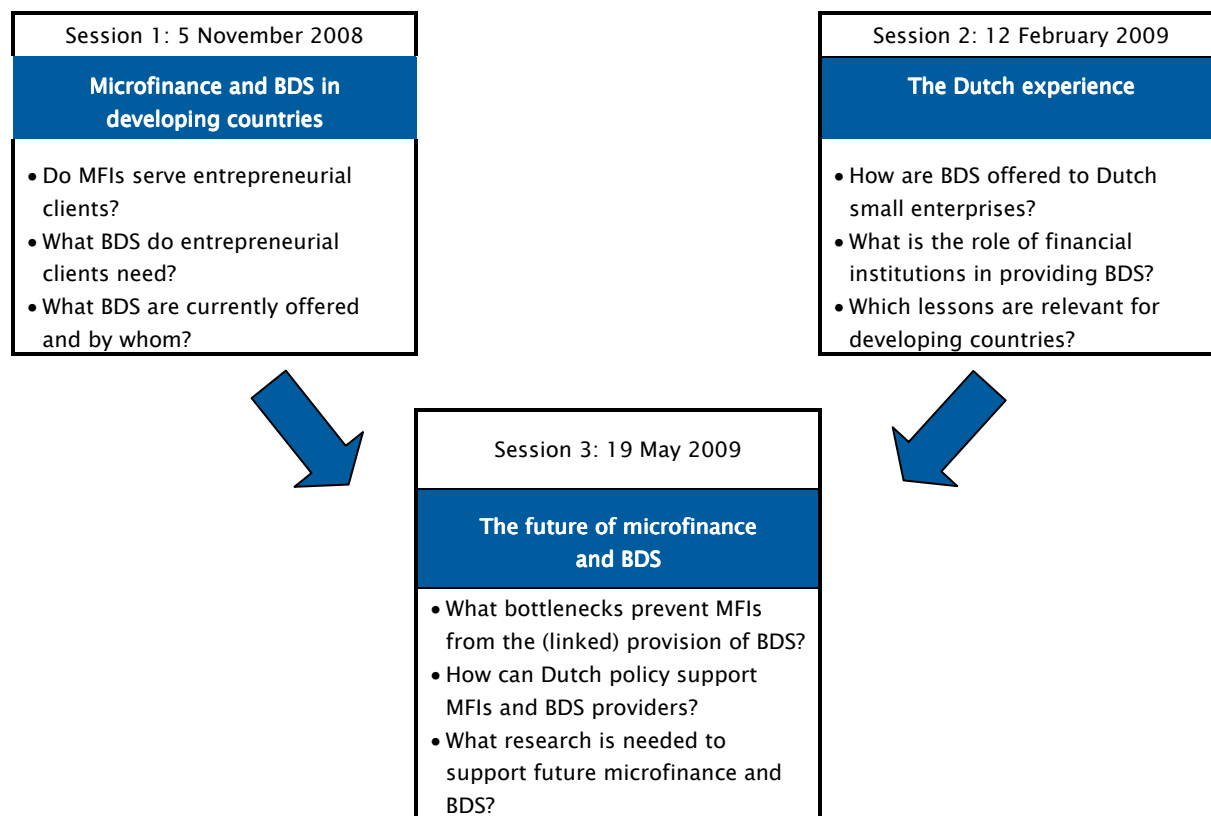 Session 1: 5 November 2008
Microfinance and BDS in
developing countries
• Do MFIs serve entrepreneurial
clients?
• What BDS do entrepreneurial
clients need?
• What BDS are currently offered
and by whom?
Session 2: 12 February 2009
The Dutch experience
• How are BDS offered to Dutch
small enterprises?
• What is the role of financial
institutions in providing BDS?
• Which lessons are relevant for
developing countries?
Session 3: 19 May 2009
The future of microfinance
and BDS
• What bottlenecks prevent MFIs
from the (linked) provision of BDS?
• How can Dutch policy support
MFIs and BDS providers?
• What research is needed to
support future microfinance and
BDS?